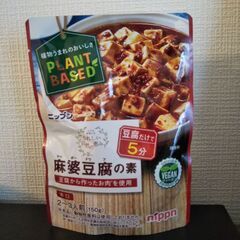 植物うまれのおいしさ
PLANT
BASED
ニップン
豆腐だけで
5分
麻婆豆腐の素
豆腐から作ったお肉を使用
VEGAN
nippn